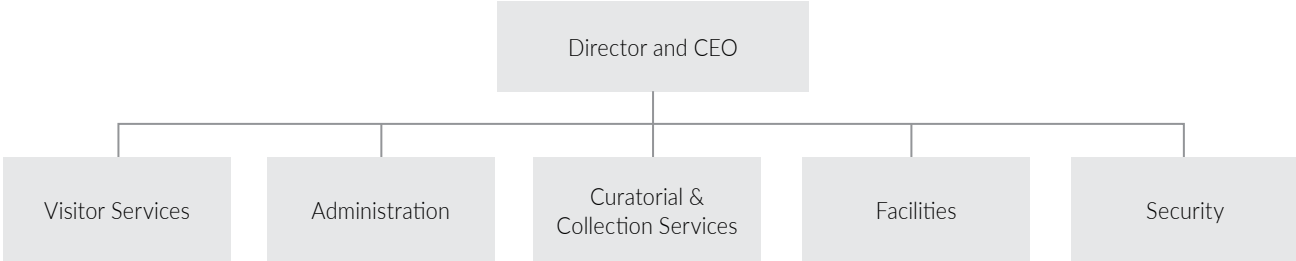 Director and CEO
Visitor Services
Administration
Curatorial &
Collection Services
Facilities
Security